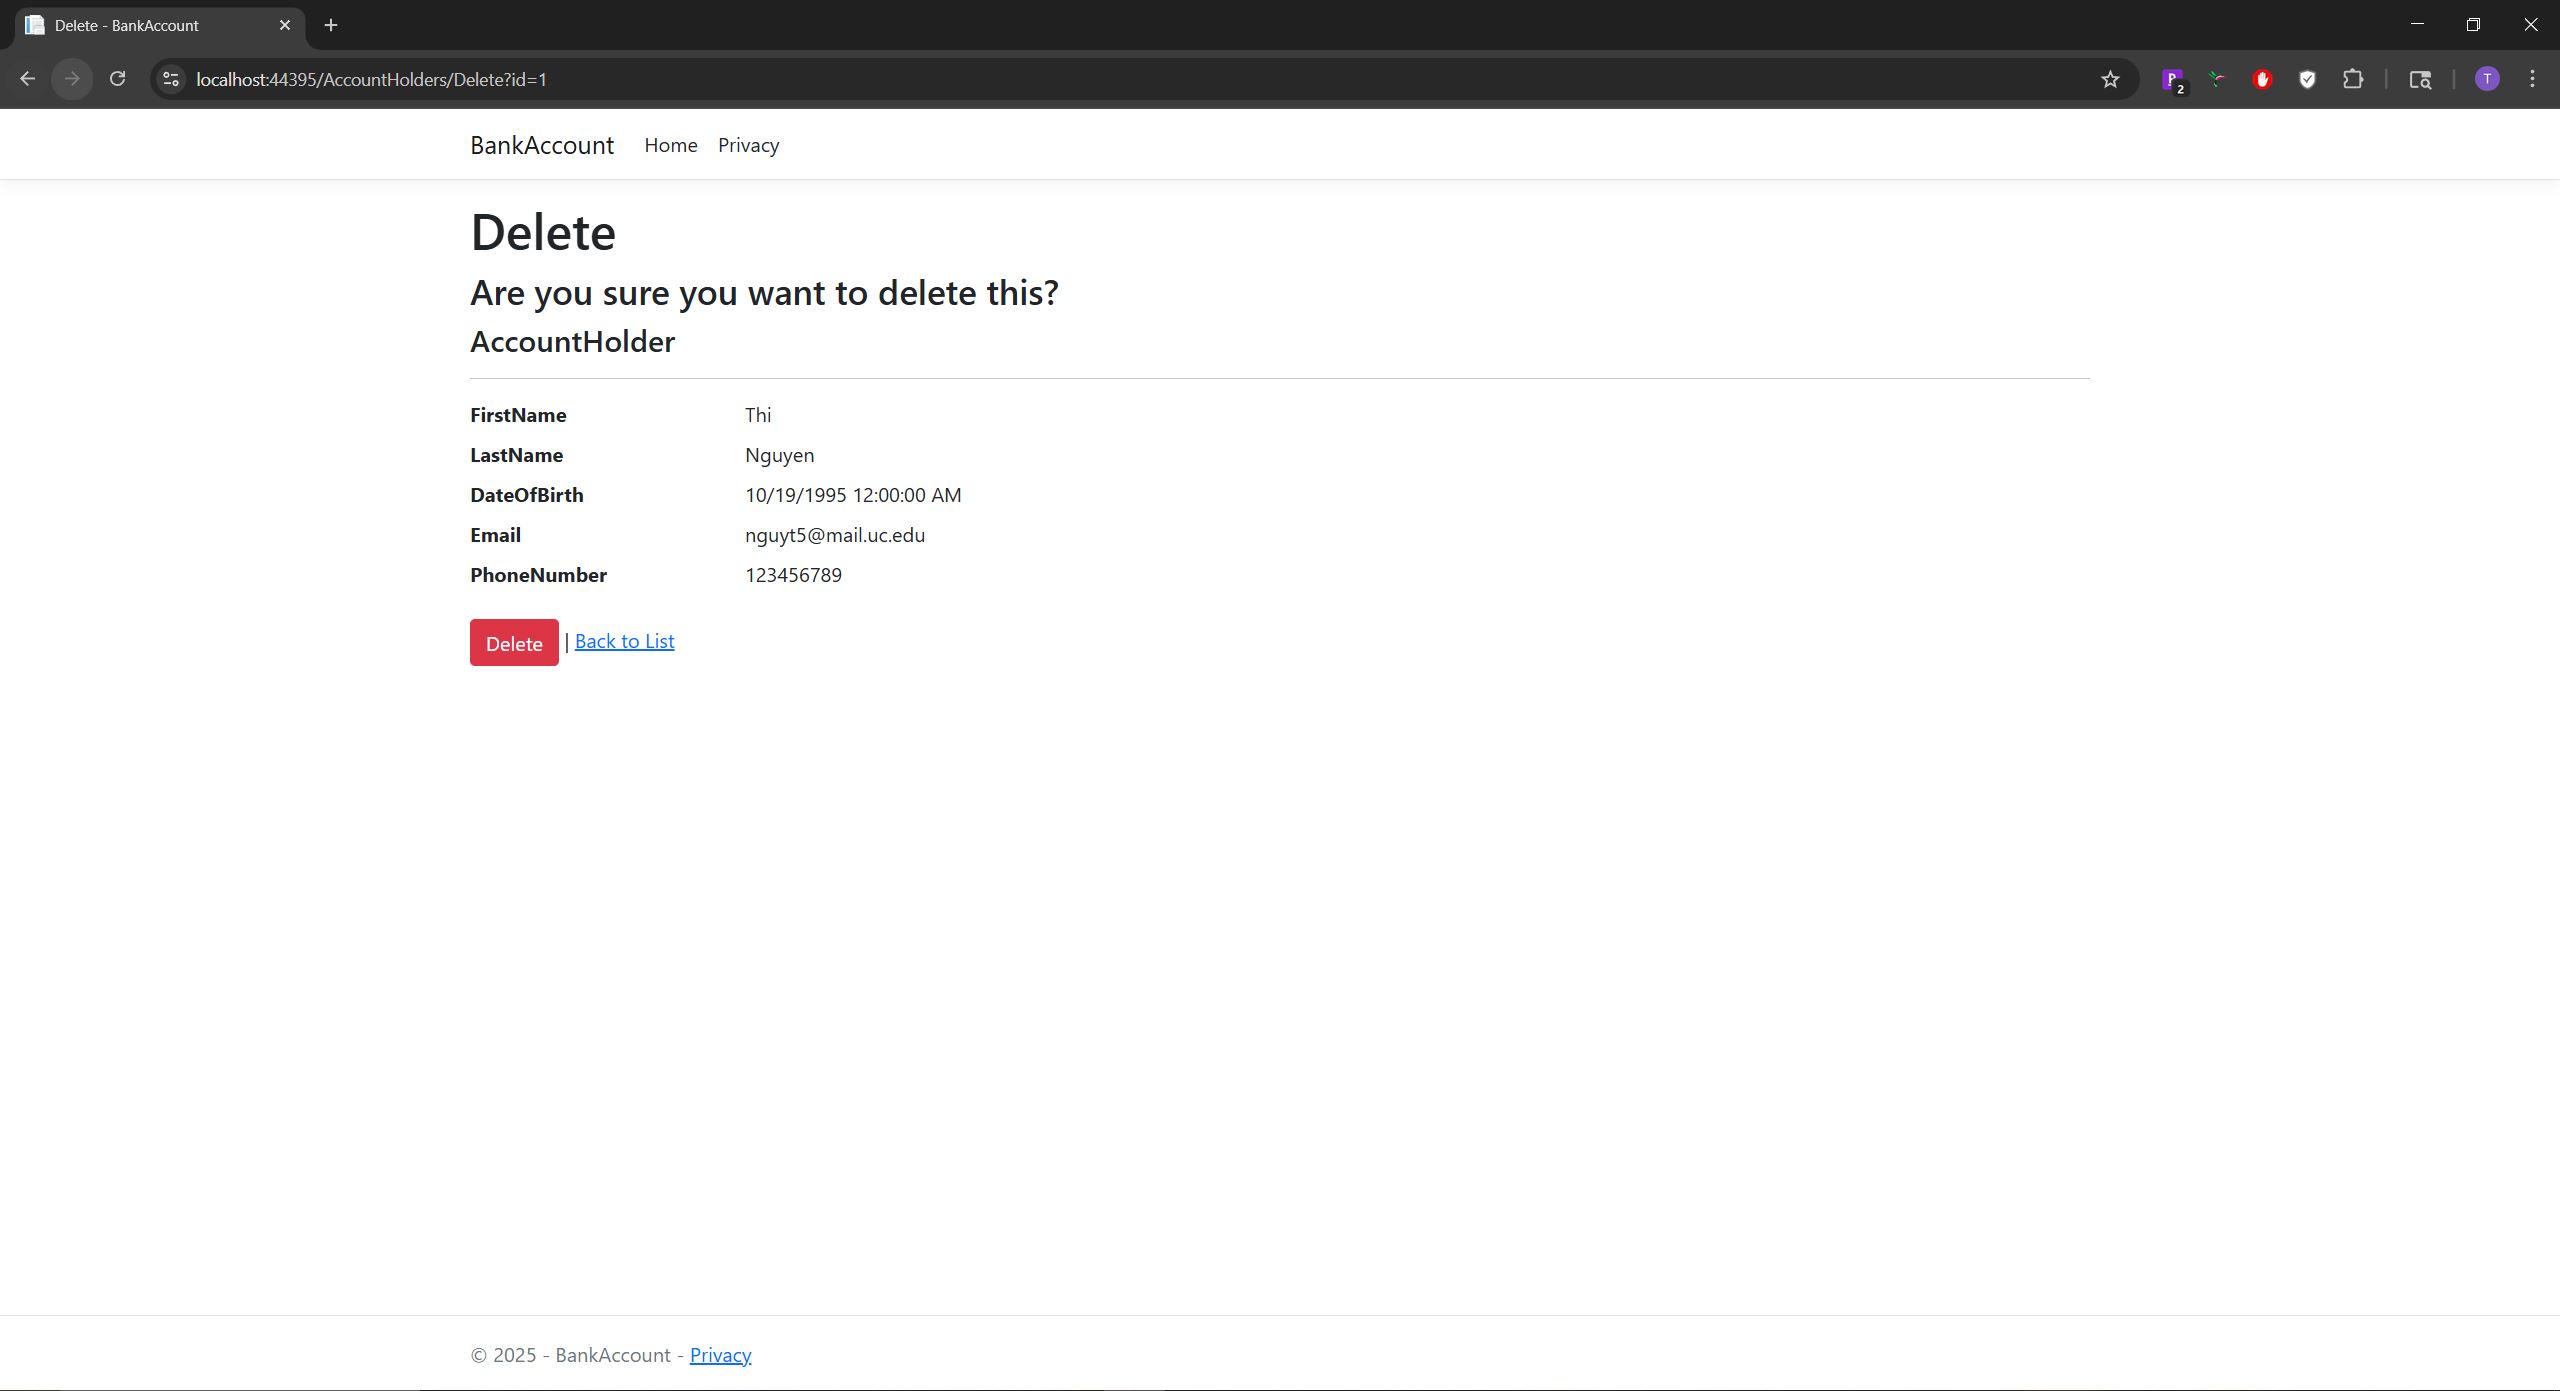 Delete - BankAccount
localhost:44395/AccountHolders/Delete?id=1
2
T
BankAccount Home Privacy
Delete
Are you sure you want to delete this?
AccountHolder
FirstName Thi
LastName Nguyen
DateOfBirth 10/19/1995 12:00:00 AM
Email nguyt5@mail.uc.edu
PhoneNumber 123456789
Delete | Back to List
© 2025 - BankAccount - Privacy